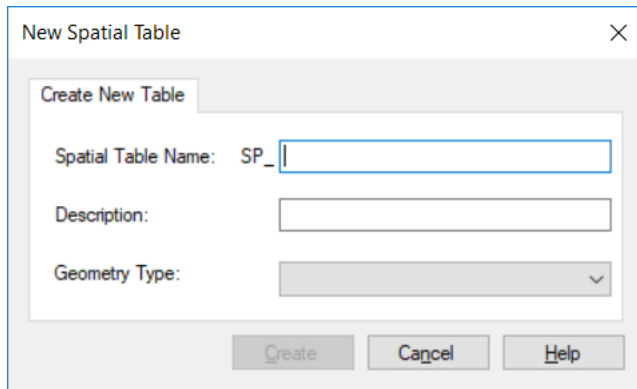 New Spatial Table
Create New Table
Spatial Table Name: SP_
Description:
Geometry Type:
Create Cancel Help